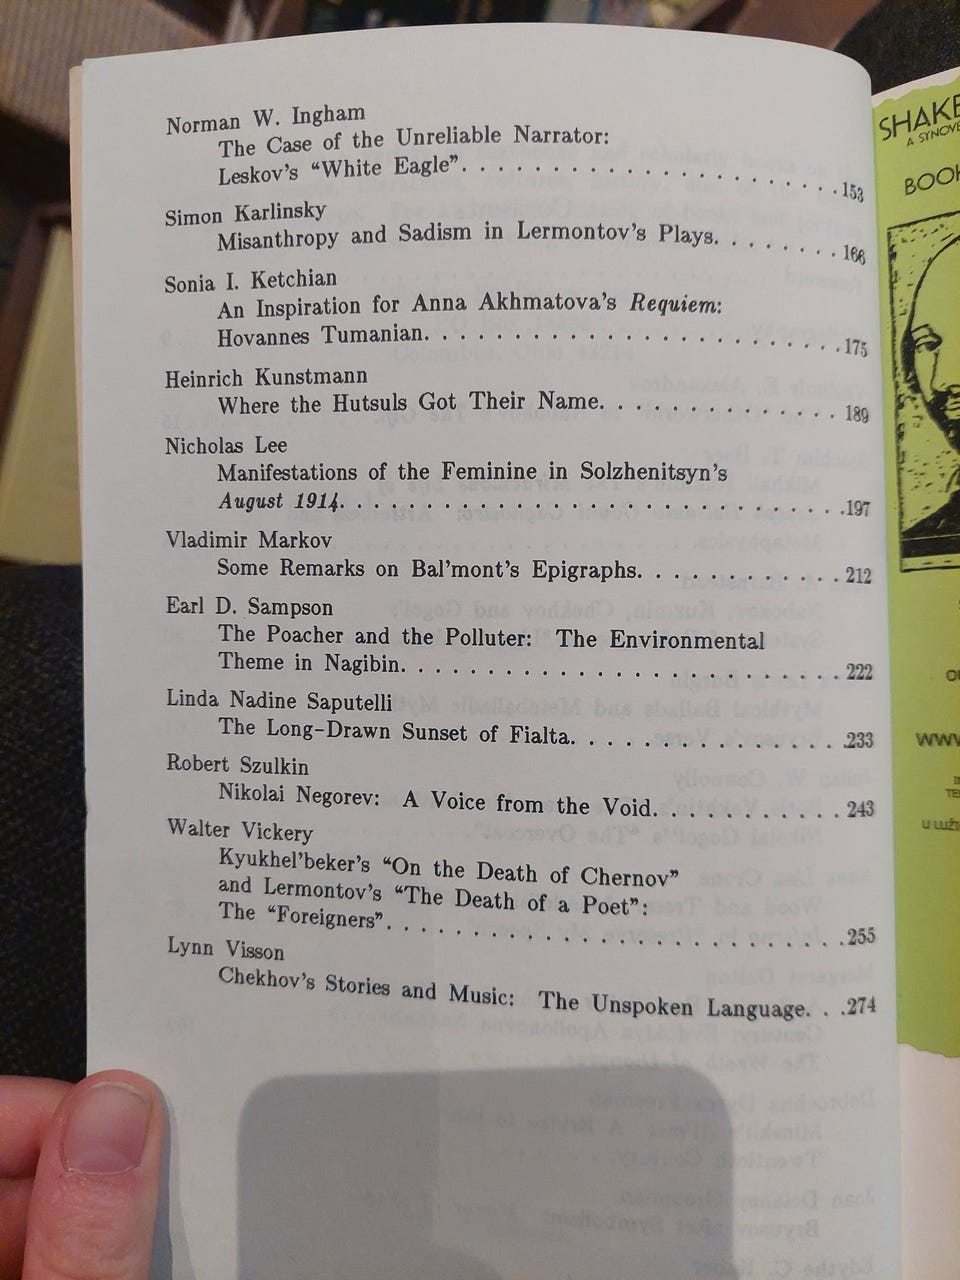 Norman W. Ingham
The Case of the Unreliable Narrator:
Leskov's “White Eagle”. . . . . . . . . . . . . . . . . . . . . . 153
Simon Karlinsky
Misanthropy and Sadism in Lermontov's Plays. . . . . . . . 166
Sonia I. Ketchian
An Inspiration for Anna Akhmatova's Requiem:
Hovannes Tumanian. . . . . . . . . . . . . . . . . . . . . . . 175
Heinrich Kunstmann
Where the Hutsuls Got Their Name. . . . . . . . . . . . . 189
Nicholas Lee
Manifestations of the Feminine in Solzhenitsyn's
August 1914. . . . . . . . . . . . . . . . . . . . . . . . . . . .197
Vladimir Markov
Some Remarks on Bal'mont's Epigraphs. . . . . . . . . . . 212
Earl D. Sampson
The Poacher and the Polluter: The Environmental
Theme in Nagibin. . . . . . . . . . . . . . . . . . . . . . . . 222
Linda Nadine Saputelli
The Long-Drawn Sunset of Fialta. . . . . . . . . . . . . . .233
Robert Szulkin
Nikolai Negorev: A Voice from the Void. . . . . . . . . . 243
Walter Vickery
Kyukhel'beker's “On the Death of Chernov”
and Lermontov's “The Death of a Poet”:
The “Foreigners”. . . . . . . . . . . . . . . . . . . . . . . . .255
Lynn Visson
Chekhov's Stories and Music: The Unspoken Language. . .274
SHAKE
A SYNOVE
BOOK
WWW